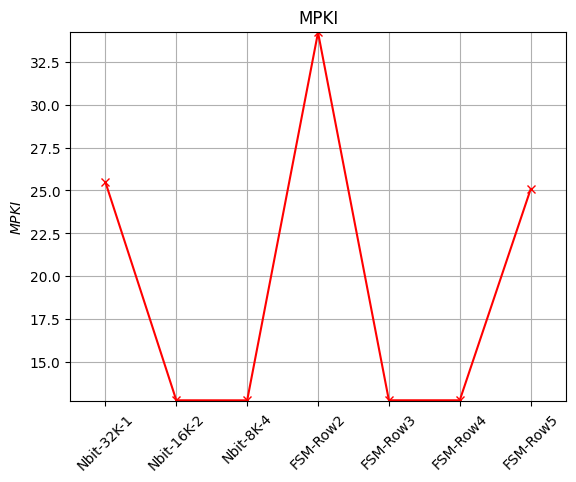 MPKI
32.5
30.0
27.5
25.0
22.5
20.0
17.5
15.0
MPKI
Nbit-32K-1
Nbit-16K-2
Nbit-8K-4
FSM-Row2
FSM-Row3
FSM-Row4
FSM-Row5